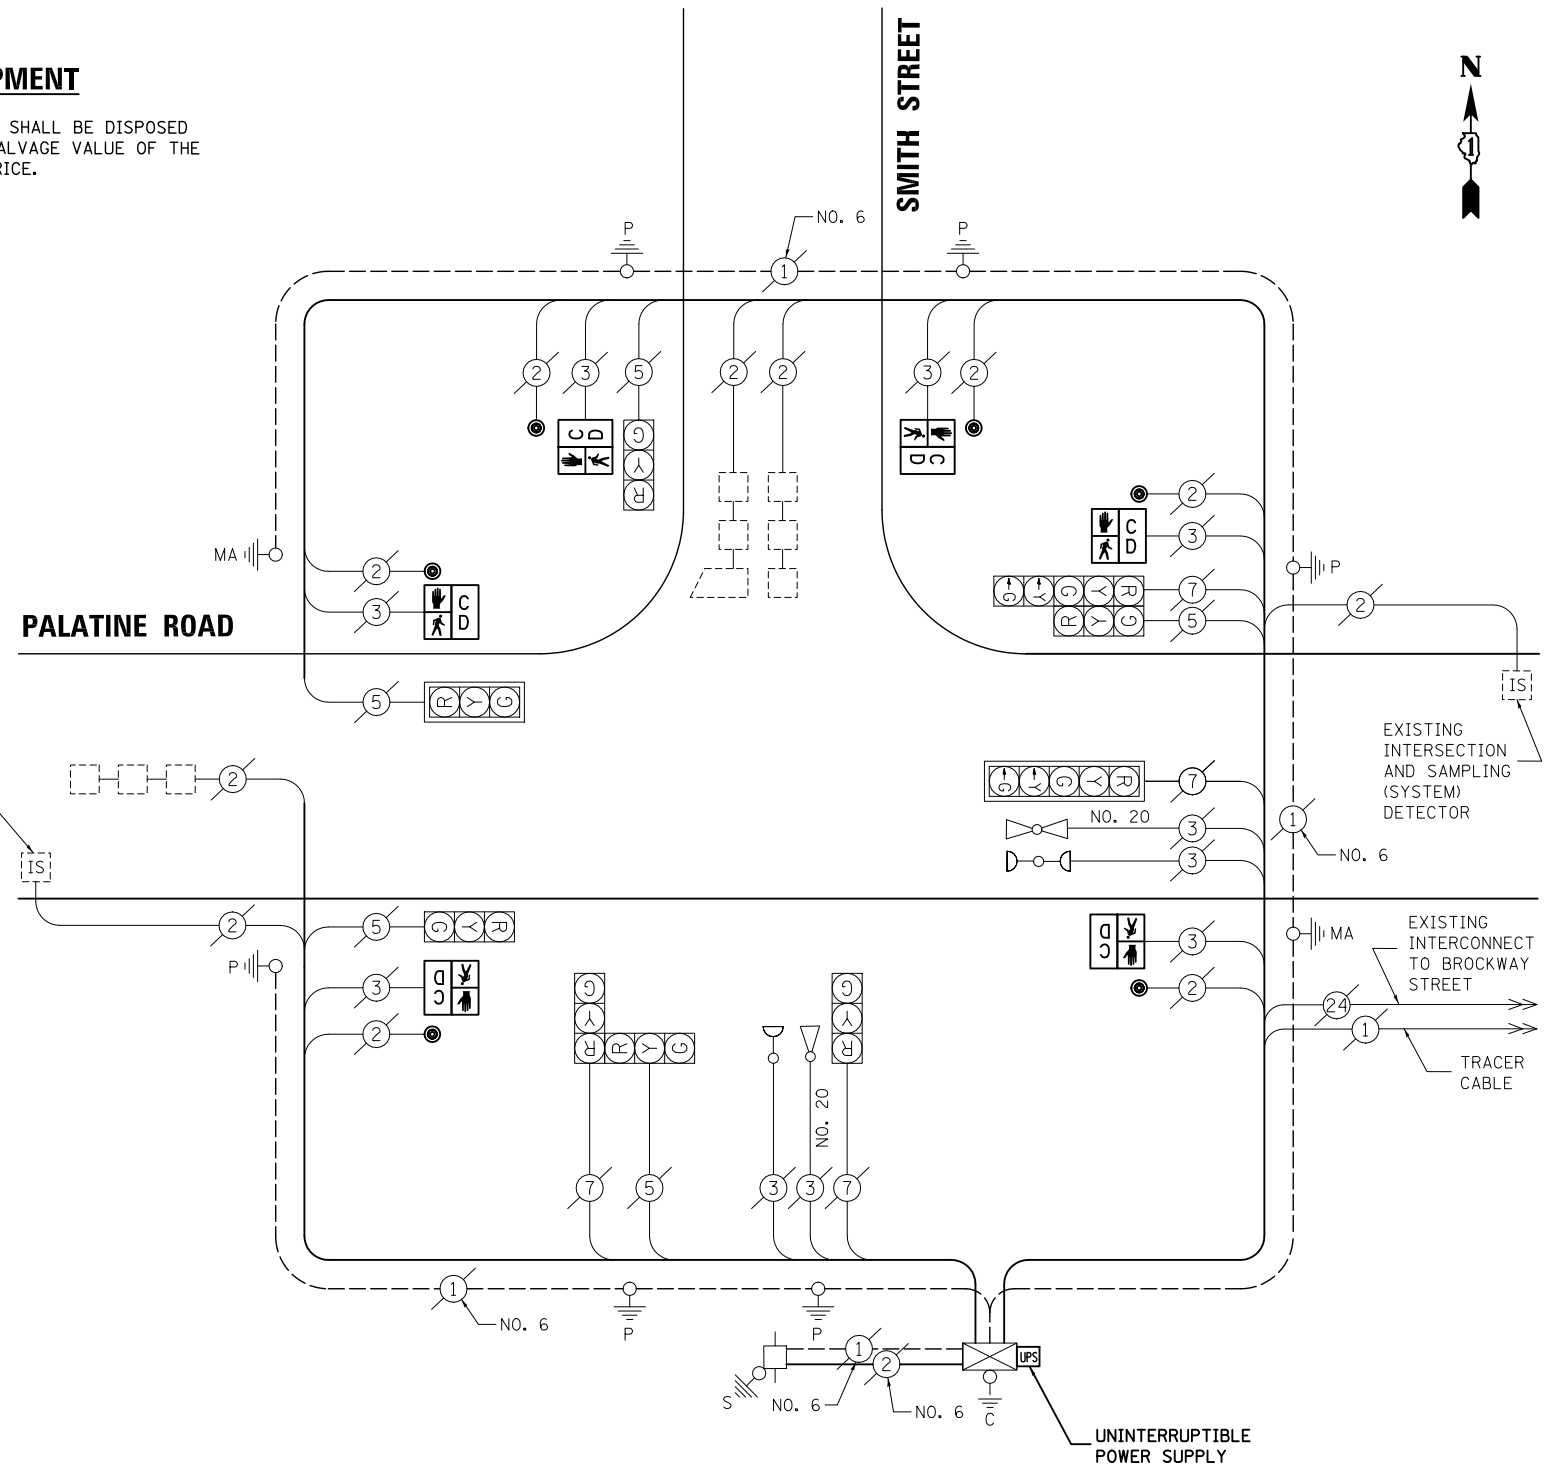 PMENT
SHALL BE DISPOSED
ALVAGE VALUE OF THE
RICE.
SMITH STREET
N
1
P
NO. 6
P
1
2
3
5
2
2
3
2
C D
G
Y
R
C D
2
3
C D
MA
2
3
C D
P
7
G Y G Y R
5
R Y G
2
PALATINE ROAD
5
R Y G
IS
EXISTING
INTERSECTION
AND SAMPLING
(SYSTEM)
DETECTOR
2
G Y G Y R
7
NO. 20
3
1
NO. 6
3
IS
2
5
G Y R
P
3
C D
2
C D
3
2
MA
EXISTING
INTERCONNECT
TO BROCKWAY
STREET
24
1
TRACER
CABLE
G
Y
R R Y G
G
Y
R
NO. 20
7
5
3
3
7
1
NO. 6
P
P
1
2
UPS
S
NO. 6
NO. 6
C
UNINTERRUPTIBLE
POWER SUPPLY